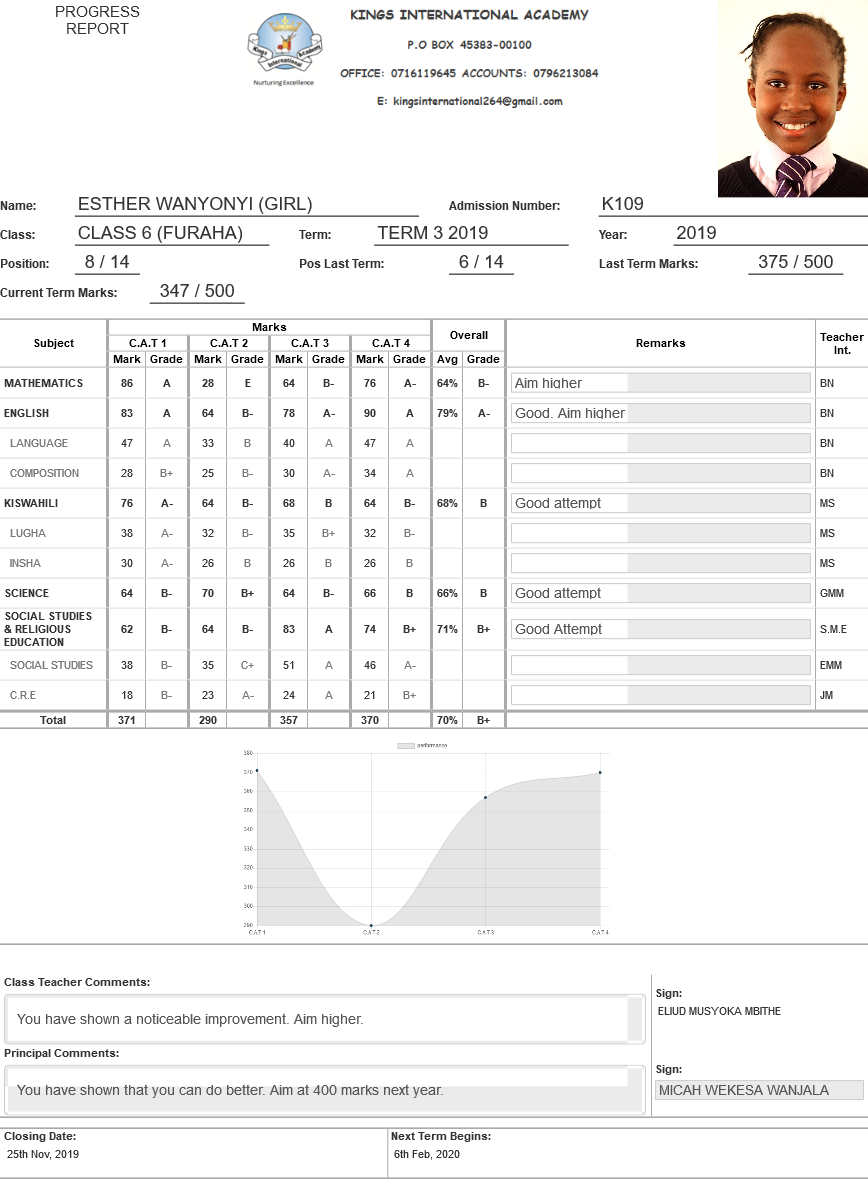 PROGRESS
REPORT
Kings International Academy
Nurturing Excellence
KINGS INTERNATIONAL ACADEMY
P.O BOX 45383-00100
OFFICE: 0716119645 ACCOUNTS: 0796213084
E: kingsinternational264@gmail.com
Name: ESTHER WANYONYI (GIRL) Admission Number: K109
Class: CLASS 6 (FURAHA) Term: TERM 3 2019 Year: 2019
Position: 8 / 14 Pos Last Term: 6 / 14 Last Term Marks: 375 / 500
Current Term Marks: 347 / 500
Subject Marks Overall Remarks Teacher Int.
C.A.T 1 C.A.T 2 C.A.T 3 C.A.T 4
Mark Grade Mark Grade Mark Grade Mark Grade Avg Grade
MATHEMATICS 86 A 28 E 64 B- 76 A- 64% B- Aim higher BN
ENGLISH 83 A 64 B- 78 A- 90 A 79% A- Good. Aim higher BN
LANGUAGE 47 A 33 B 40 A 47 A BN
COMPOSITION 28 B+ 25 B- 30 A- 34 A BN
KISWAHILI 76 A- 64 B- 68 B 64 B- 68% B Good attempt MS
LUGHA 38 A- 32 B- 35 B+ 32 B- MS
INSHA 30 A- 26 B 26 B 26 B MS
SCIENCE 64 B- 70 B+ 64 B- 66 B 66% B Good attempt GMM
SOCIAL STUDIES
& RELIGIOUS
EDUCATION 62 B- 64 B- 83 A 74 B+ 71% B+ Good Attempt S.M.E
SOCIAL STUDIES 38 B- 35 C+ 51 A 46 A- EMM
C.R.E 18 B- 23 A- 24 A 21 B+ JM
Total 371 290 357 370 70% B+
performance
380
370
360
350
340
330
320
310
300
290
C.A.T 1 C.A.T 2 C.A.T 3 C.A.T 4
Class Teacher Comments:
You have shown a noticeable improvement. Aim higher.
Sign:
ELIUD MUSYOKA MBITHE
Principal Comments:
You have shown that you can do better. Aim at 400 marks next year.
Sign:
MICAH WEKESA WANJALA
Closing Date: Next Term Begins:
25th Nov, 2019 6th Feb, 2020